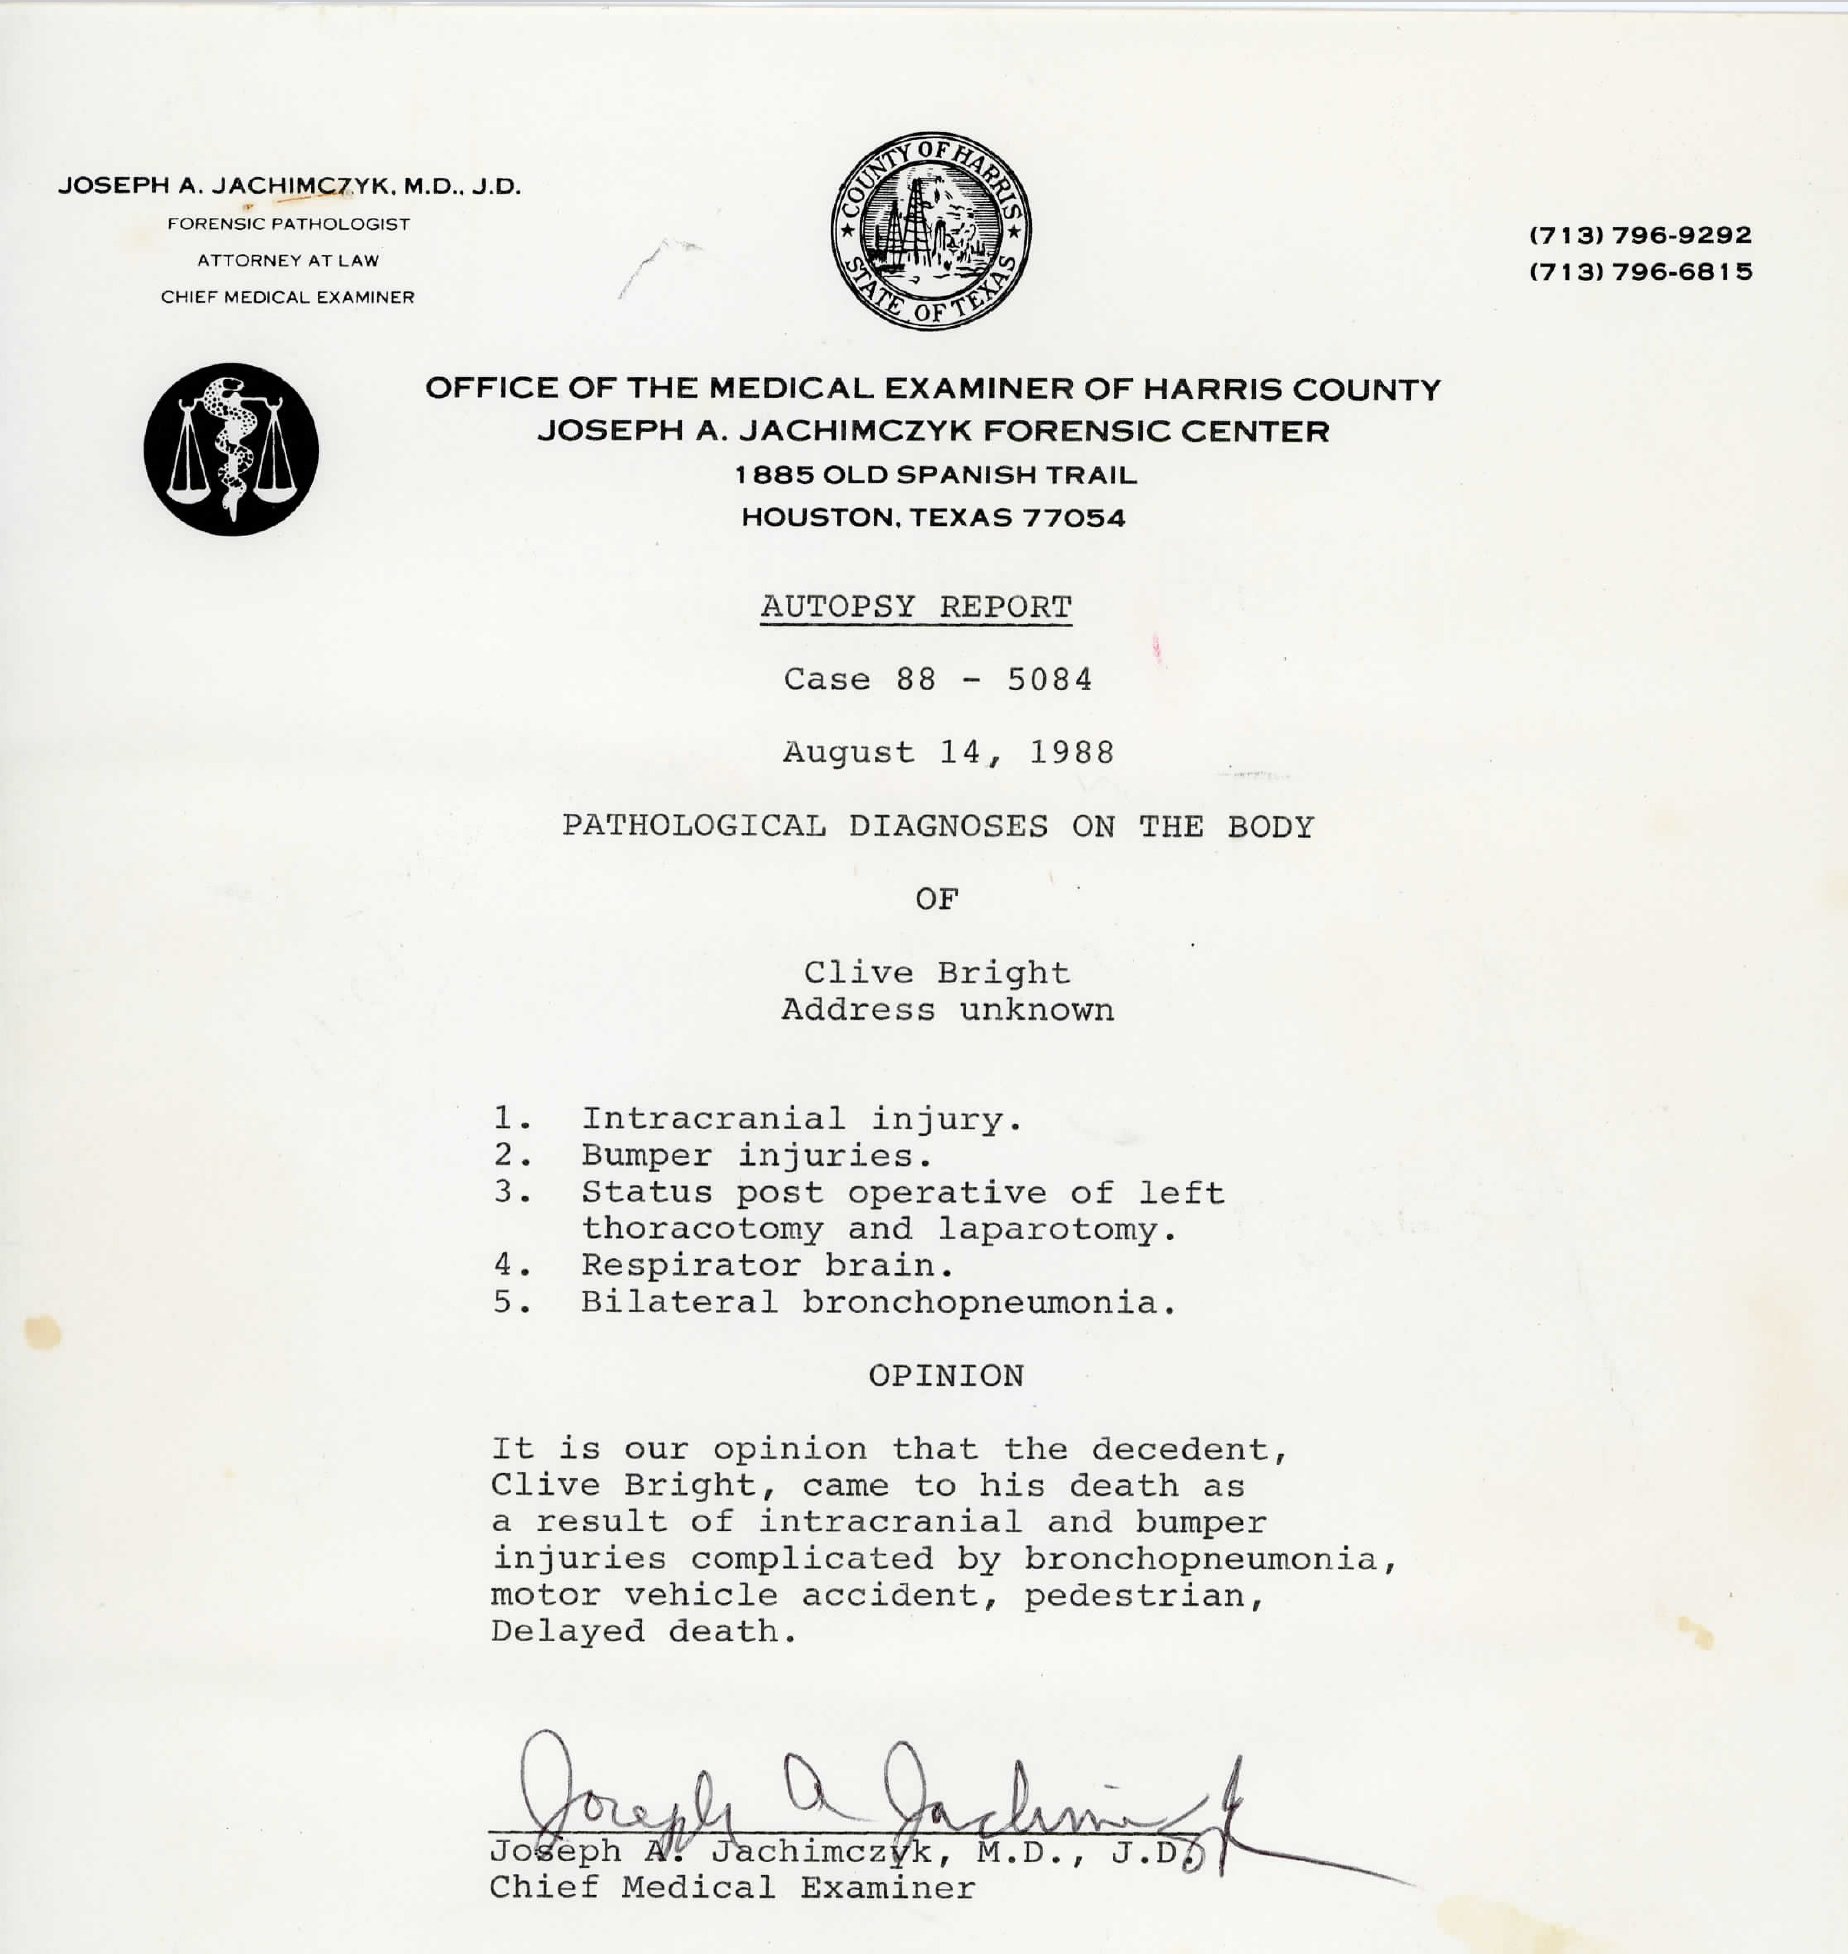 JOSEPH A. JACHIMCZYK, M.D., J.D.
FORENSIC PATHOLOGIST
ATTORNEY AT LAW
CHIEF MEDICAL EXAMINER
COUNTY OF HARRIS
STATE OF TEXAS
(713) 796-9292
(713) 796-6815
OFFICE OF THE MEDICAL EXAMINER OF HARRIS COUNTY
JOSEPH A. JACHIMCZYK FORENSIC CENTER
1885 OLD SPANISH TRAIL
HOUSTON, TEXAS 77054
AUTOPSY REPORT
Case 88 - 5084
August 14, 1988
PATHOLOGICAL DIAGNOSES ON THE BODY
OF
Clive Bright
Address unknown
1. Intracranial injury.
2. Bumper injuries.
3. Status post operative of left
thoracotomy and laparotomy.
4. Respirator brain.
5. Bilateral bronchopneumonia.
OPINION
It is our opinion that the decedent,
Clive Bright, came to his death as
a result of intracranial and bumper
injuries complicated by bronchopneumonia,
motor vehicle accident, pedestrian,
Delayed death.
Joseph A Jachimczyk
Joseph A. Jachimczyk, M.D., J.D.
Chief Medical Examiner